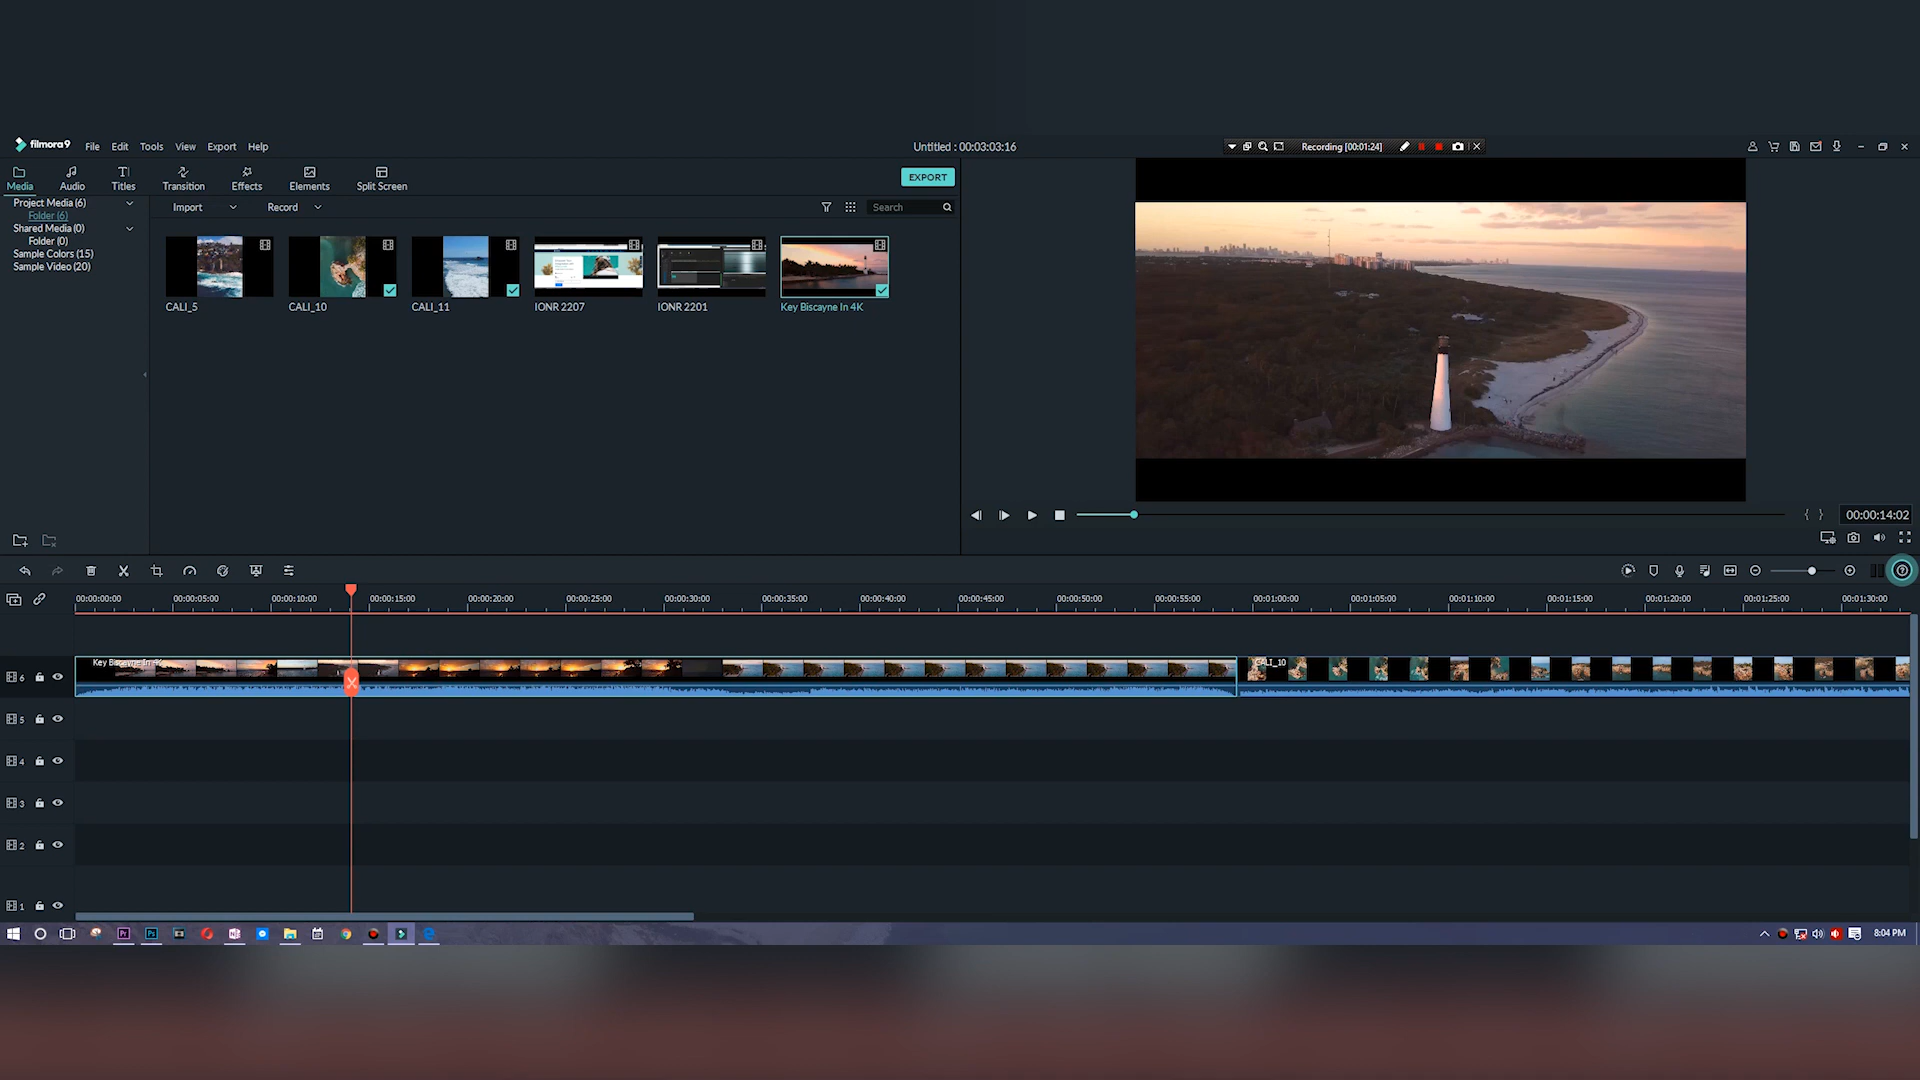 filmora9 File Edit Tools View Export Help Untitled : 00:03:03:16 Recording [00:01:24]
Media Audio Titles Transition Effects Elements Split Screen EXPORT
Project Media (6) Import Record Search
Folder (6)
Shared Media (0)
Folder (0)
Sample Colors (15)
Sample Video (20)
CALI_5 CALI_10 CALI_11 IONR 2207 IONR 2201 Key Biscayne In 4K
00:00:14:02
00:00:00:00 00:00:05:00 00:00:10:00 00:00:15:00 00:00:20:00 00:00:25:00 00:00:30:00 00:00:35:00 00:00:40:00 00:00:45:00 00:00:50:00 00:00:55:00 00:01:00:00 00:01:05:00 00:01:10:00 00:01:15:00 00:01:20:00 00:01:25:00 00:01:30:00
Key Biscayne In 4K CALI_10
6
5
4
3
2
1
Pr Ps N
8:04 PM